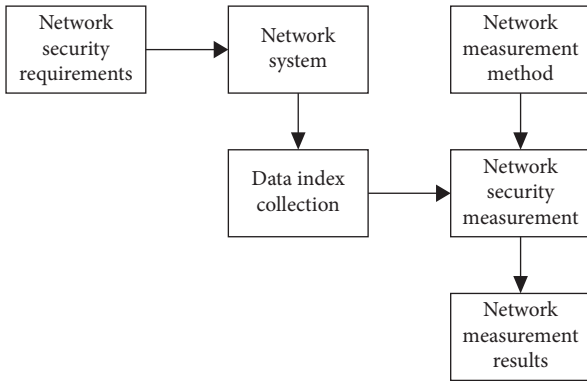 Network
security
requirements
Network
system
Network
measurement
method
Data index
collection
Network
security
measurement
Network
measurement
results